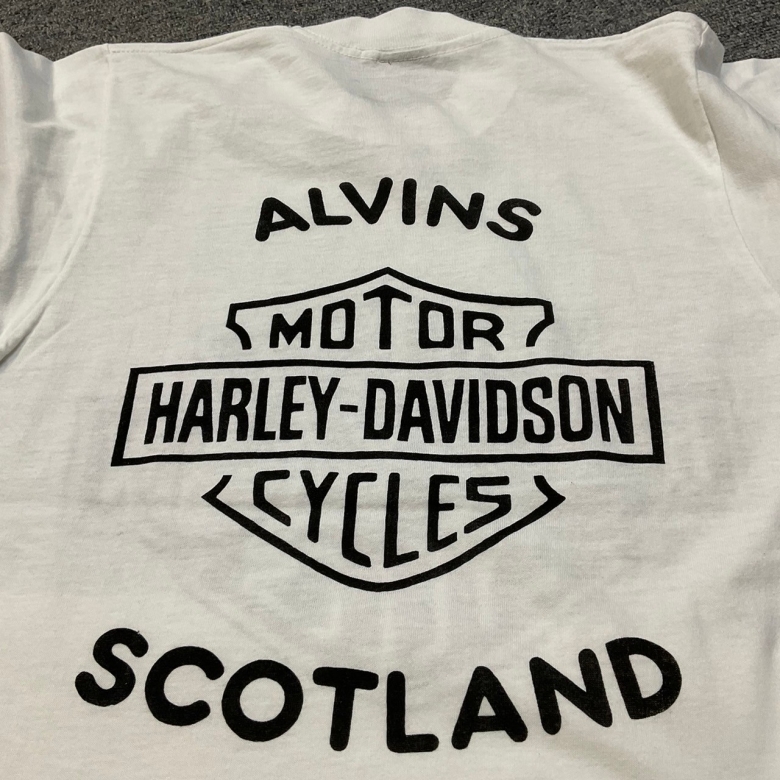 ALVINS
MOTOR
HARLEY-DAVIDSON
CYCLES
SCOTLAND